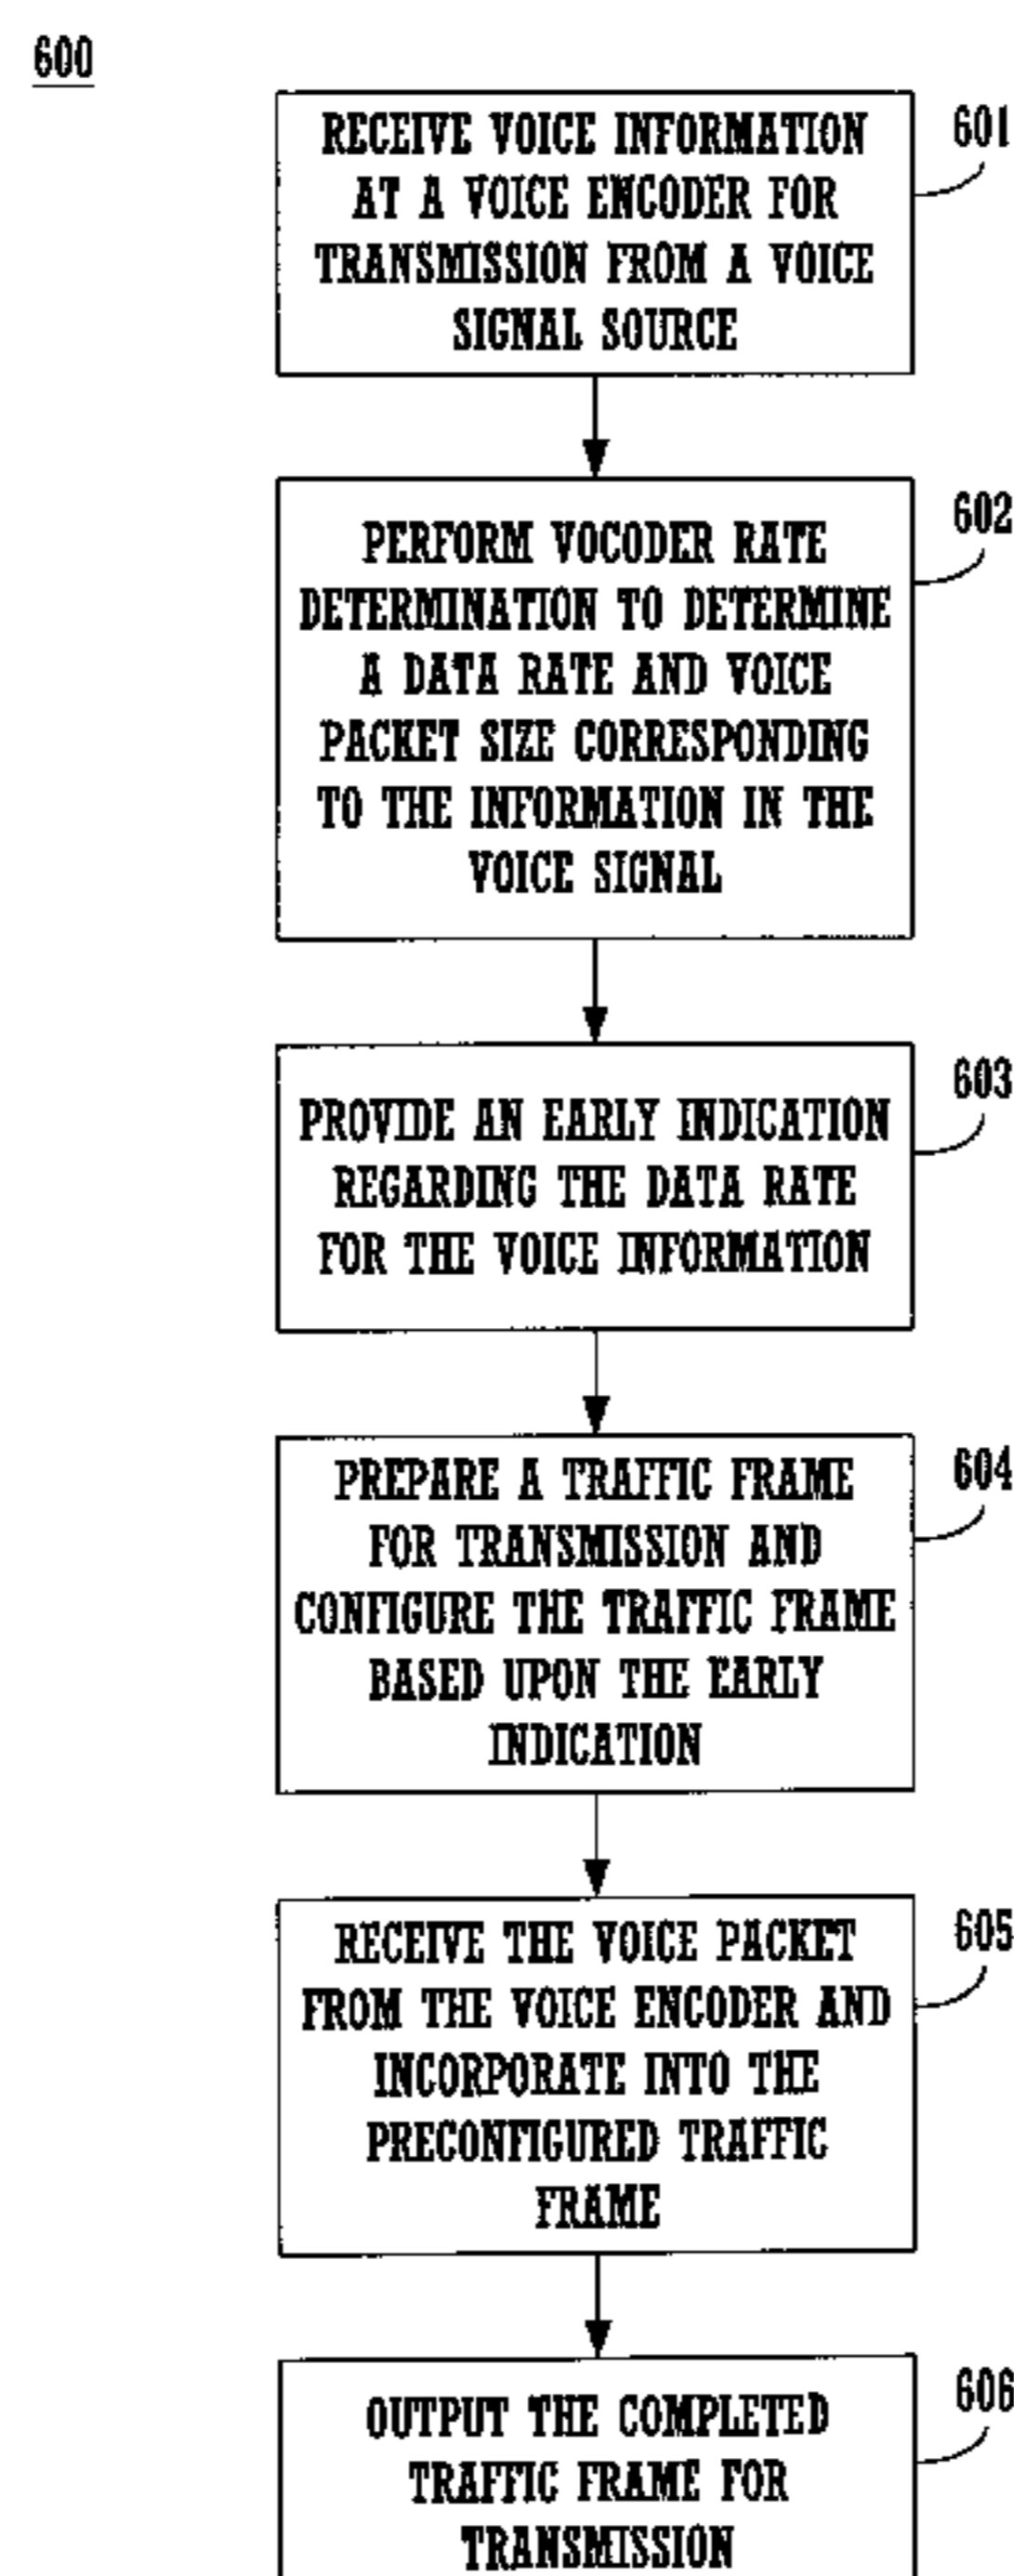 600
RECEIVE VOICE INFORMATION
AT A VOICE ENCODER FOR
TRANSMISSION FROM A VOICE
SIGNAL SOURCE
601
PERFORM VOCODER RATE
DETERMINATION TO DETERMINE
A DATA RATE AND VOICE
PACKET SIZE CORRESPONDING
TO THE INFORMATION IN THE
VOICE SIGNAL
602
PROVIDE AN EARLY INDICATION
REGARDING THE DATA RATE
FOR THE VOICE INFORMATION
603
PREPARE A TRAFFIC FRAME
FOR TRANSMISSION AND
CONFIGURE THE TRAFFIC FRAME
BASED UPON THE EARLY
INDICATION
604
RECEIVE THE VOICE PACKET
FROM THE VOICE ENCODER AND
INCORPORATE INTO THE
PRECONFIGURED TRAFFIC
FRAME
605
OUTPUT THE COMPLETED
TRAFFIC FRAME FOR
TRANSMISSION
606